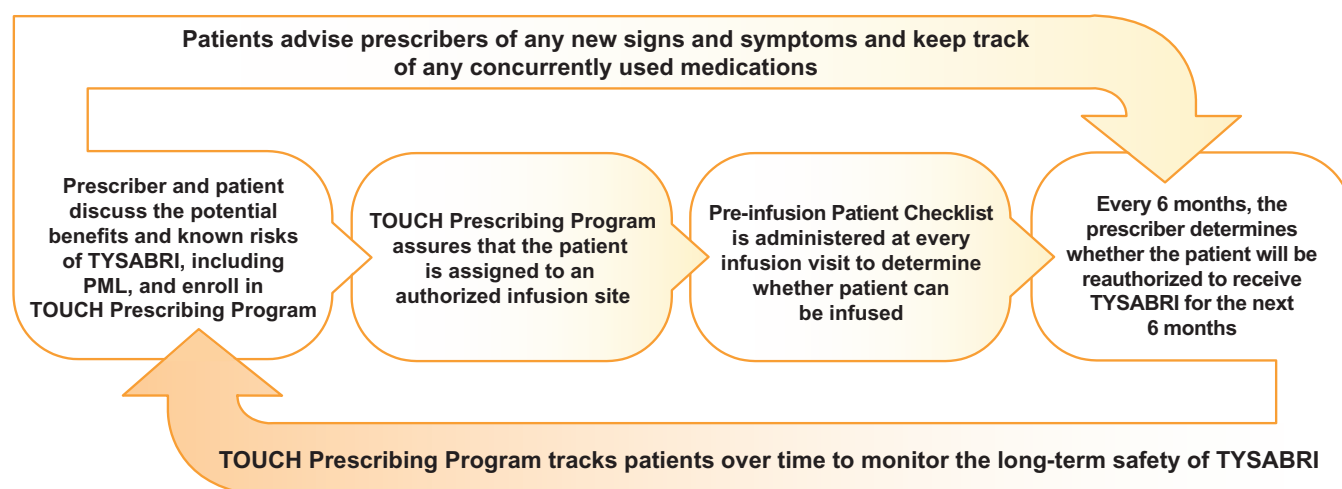 Patients advise prescribers of any new signs and symptoms and keep track
of any concurrently used medications
Prescriber and patient
discuss the potential
benefits and known risks
of TYSABRI, including
PML, and enroll in
TOUCH Prescribing Program
TOUCH Prescribing Program
assures that the patient
is assigned to an
authorized infusion site
Pre-infusion Patient Checklist
is administered at every
infusion visit to determine
whether patient can
be infused
Every 6 months, the
prescriber determines
whether the patient will be
reauthorized to receive
TYSABRI for the next
6 months
TOUCH Prescribing Program tracks patients over time to monitor the long-term safety of TYSABRI